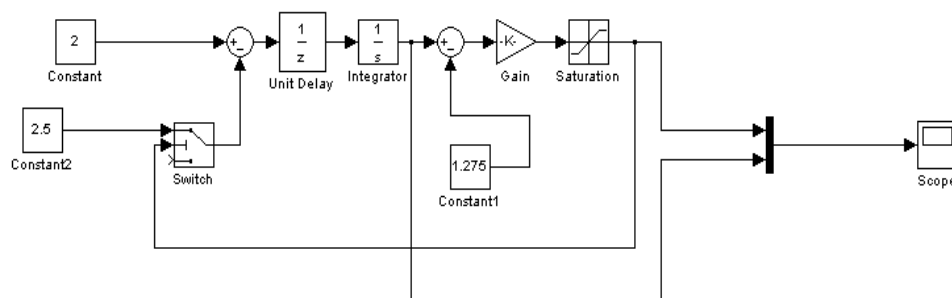 2
Constant
+
-
1
z
Unit Delay
1
s
Integrator
+
-
-K-
Gain
Saturation
2.5
Constant2
Switch
1.275
Constant1
Scope